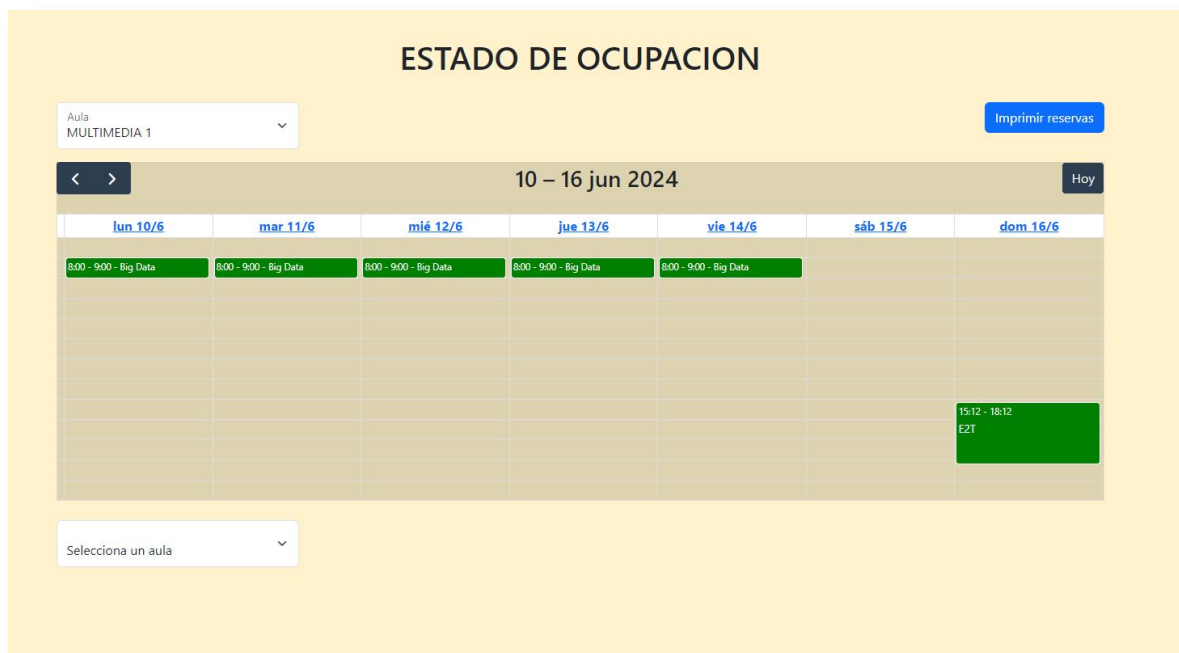 ESTADO DE OCUPACION
Aula
MULTIMEDIA 1
Imprimir reservas
10 – 16 jun 2024
Hoy
lun 10/6 mar 11/6 mié 12/6 jue 13/6 vie 14/6 sáb 15/6 dom 16/6
8:00 - 9:00 - Big Data 8:00 - 9:00 - Big Data 8:00 - 9:00 - Big Data 8:00 - 9:00 - Big Data 8:00 - 9:00 - Big Data
15:12 - 18:12
E2T
Selecciona un aula